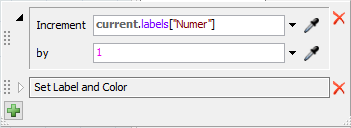 Increment current.labels["Numer"]
by 1
Set Label and Color